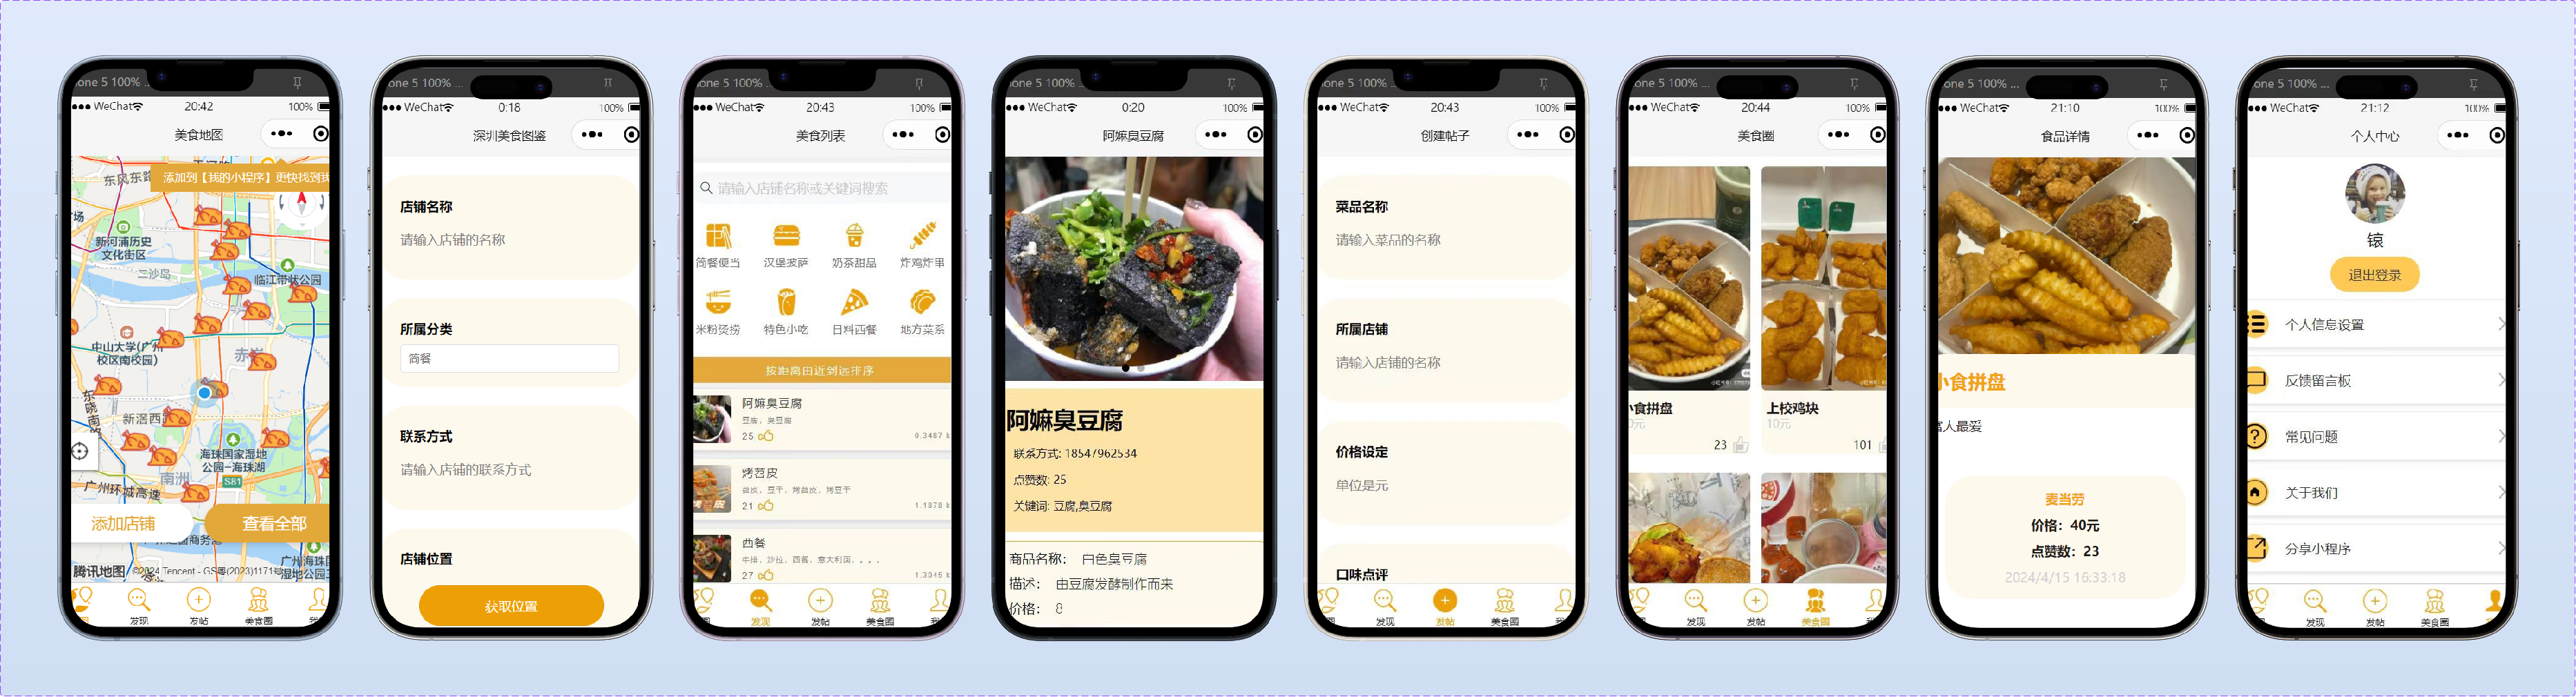 one 5 100% ...
WeChat 20:42 100%
美食地图
添加到【我的小程序】更快找到我
东风东路
新河浦历史
文化街区
二沙岛
临江带状公园
中山大学(广州
校区南校园)
赤岗
东晓南路
新滘西
海珠国家湿地
公园-海珠湖
南洲
S81
广州环城高速
添加店铺
查看全部
腾讯地图 ©2024 Tencent - GS粤(2023)1171号
广州海珠
湿地公园
发现
发帖
美食圈
one 5 100% ...
WeChat 0:18 100%
深圳美食图鉴
店铺名称
请输入店铺的名称
所属分类
简餐
联系方式
请输入店铺的联系方式
店铺位置
获取位置
one 5 100% ...
WeChat 20:43 100%
美食列表
请输入店铺名称或关键词搜索
简餐便当 汉堡披萨 奶茶甜品 炸鸡炸串
米粉烫捞 特色小吃 日料西餐 地方菜系
按距离由近到远排序
阿嫲臭豆腐
豆腐，臭豆腐
25
0.3487 k
烤苕皮
苕皮，豆干，烤苕皮，烤豆干
21
1.1878 k
西餐
牛排，沙拉，西餐，意大利面，。。。
27
1.3945 k
发现
发帖
美食圈
one 5 100% ...
WeChat 0:20 100%
阿嫲臭豆腐
阿嫲臭豆腐
联系方式: 18547962534
点赞数: 25
关键词: 豆腐,臭豆腐
商品名称： 白色臭豆腐
描述： 由豆腐发酵制作而来
价格： 8
one 5 100% ...
WeChat 20:43 100%
创建帖子
菜品名称
请输入菜品的名称
所属店铺
请输入店铺的名称
价格设定
单位是元
口味点评
发现
发帖
美食圈
one 5 100% ...
WeChat 20:44 100%
美食圈
小食拼盘
0元
23
上校鸡块
10元
101
发现
发帖
美食圈
one 5 100% ...
WeChat 21:10 100%
食品详情
小食拼盘
富人最爱
麦当劳
价格：40元
点赞数：23
2024/4/15 16:33:18
one 5 100% ...
WeChat 21:12 100%
个人中心
锿
退出登录
个人信息设置
反馈留言板
常见问题
关于我们
分享小程序
发现
发帖
美食圈